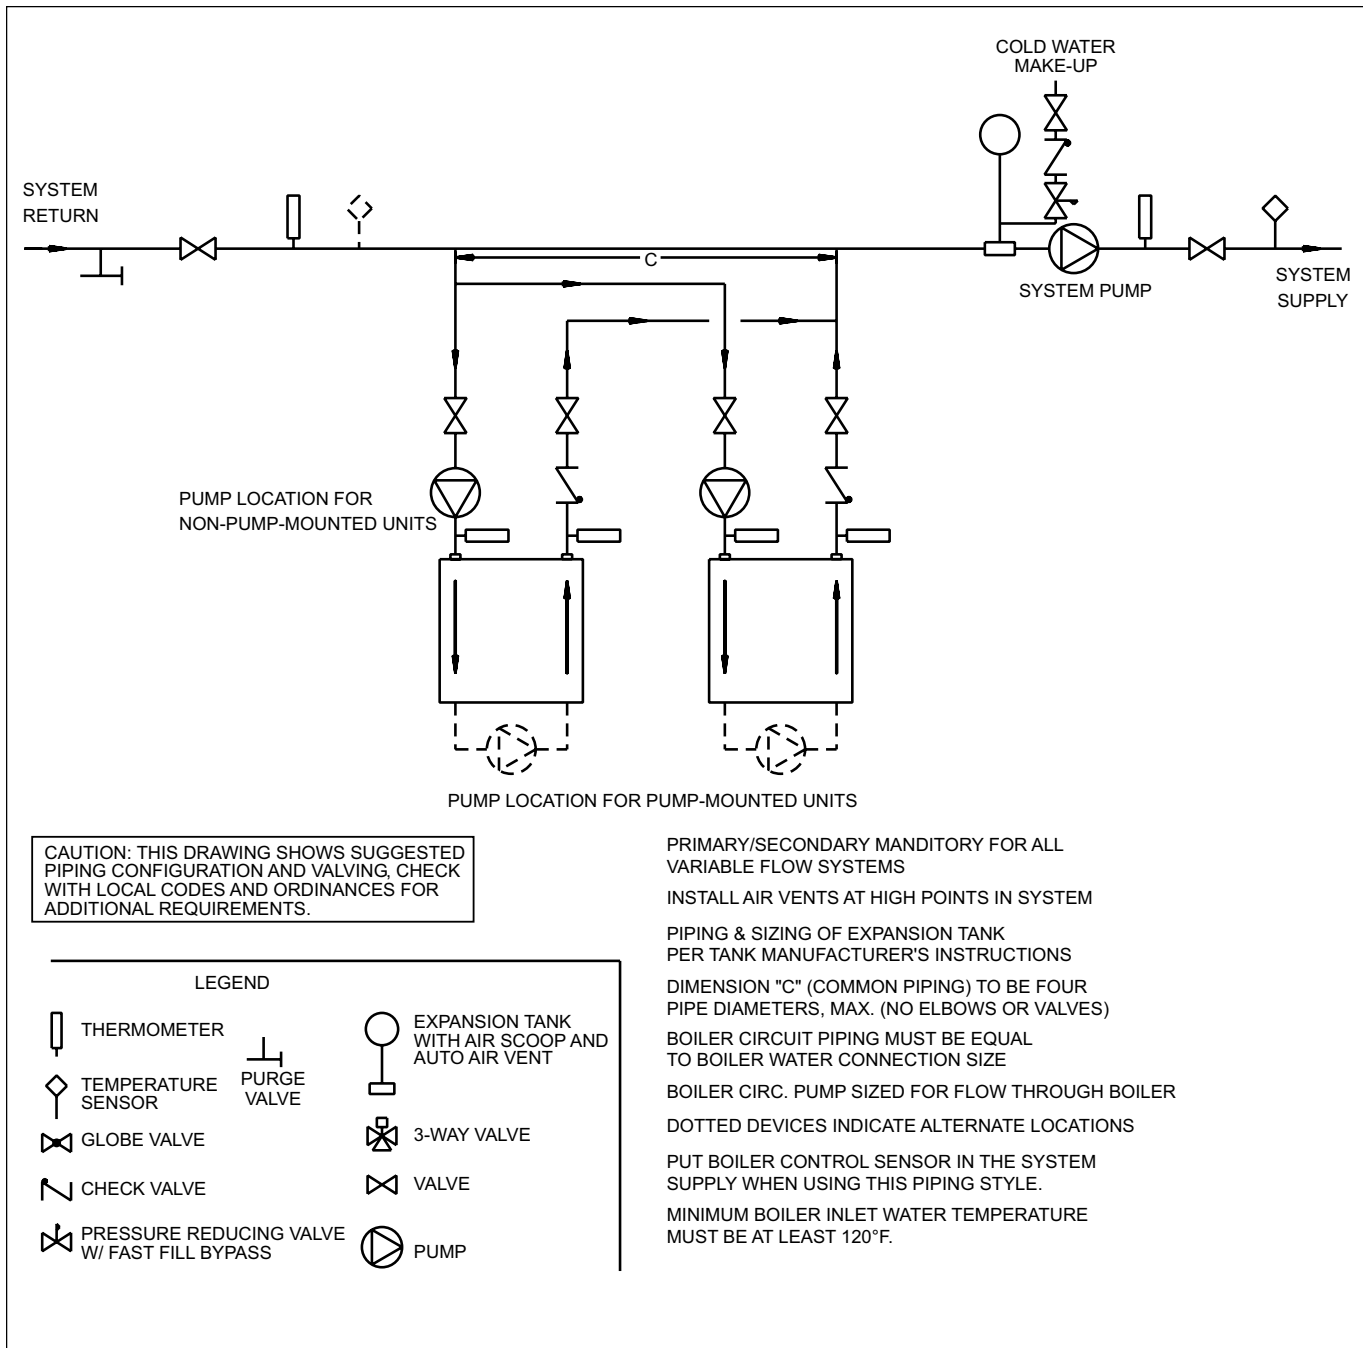 COLD WATER
MAKE-UP
SYSTEM
RETURN
C
SYSTEM PUMP
SYSTEM
SUPPLY
PUMP LOCATION FOR
NON-PUMP-MOUNTED UNITS
PUMP LOCATION FOR PUMP-MOUNTED UNITS
CAUTION: THIS DRAWING SHOWS SUGGESTED
PIPING CONFIGURATION AND VALVING, CHECK
WITH LOCAL CODES AND ORDINANCES FOR
ADDITIONAL REQUIREMENTS.
LEGEND
THERMOMETER
TEMPERATURE
SENSOR
PURGE
VALVE
GLOBE VALVE
CHECK VALVE
PRESSURE REDUCING VALVE
W/ FAST FILL BYPASS
EXPANSION TANK
WITH AIR SCOOP AND
AUTO AIR VENT
3-WAY VALVE
VALVE
PUMP
PRIMARY/SECONDARY MANDITORY FOR ALL
VARIABLE FLOW SYSTEMS
INSTALL AIR VENTS AT HIGH POINTS IN SYSTEM
PIPING & SIZING OF EXPANSION TANK
PER TANK MANUFACTURER'S INSTRUCTIONS
DIMENSION "C" (COMMON PIPING) TO BE FOUR
PIPE DIAMETERS, MAX. (NO ELBOWS OR VALVES)
BOILER CIRCUIT PIPING MUST BE EQUAL
TO BOILER WATER CONNECTION SIZE
BOILER CIRC. PUMP SIZED FOR FLOW THROUGH BOILER
DOTTED DEVICES INDICATE ALTERNATE LOCATIONS
PUT BOILER CONTROL SENSOR IN THE SYSTEM
SUPPLY WHEN USING THIS PIPING STYLE.
MINIMUM BOILER INLET WATER TEMPERATURE
MUST BE AT LEAST 120°F.